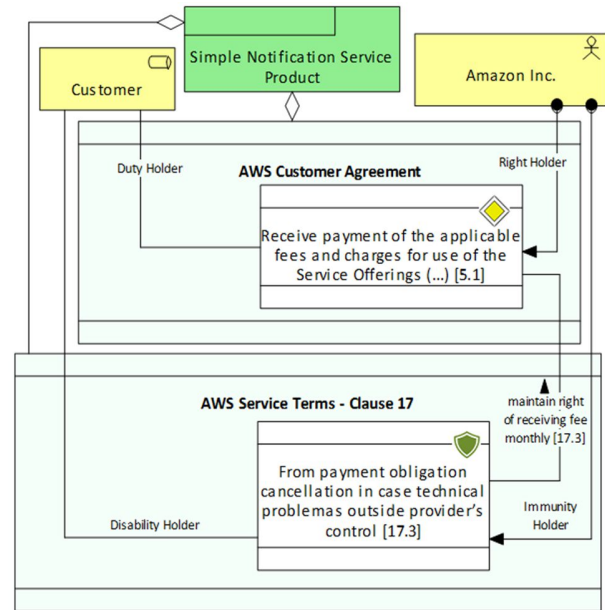 Simple Notification Service
Product
Customer
Amazon Inc.
Duty Holder
AWS Customer Agreement
Right Holder
Receive payment of the applicable
fees and charges for use of the
Service Offerings (...) [5.1]
AWS Service Terms - Clause 17
maintain right
of receiving fee
monthly [17.3]
From payment obligation
cancellation in case technical
problemas outside provider's
control [17.3]
Disability Holder
Immunity
Holder